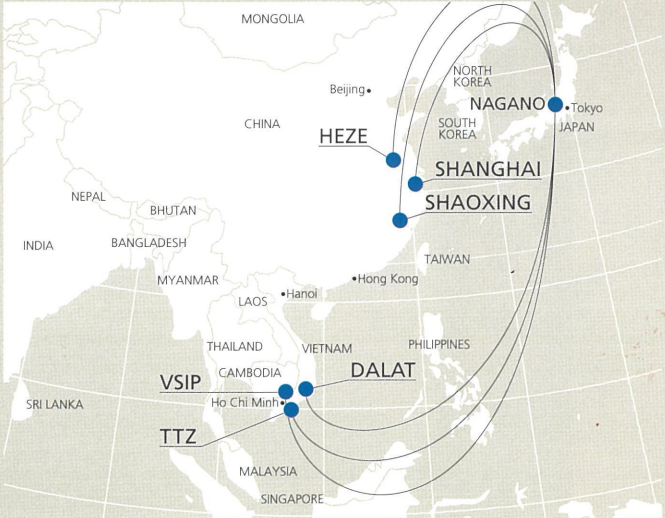 MONGOLIA
NORTH
KOREA
Beijing
NAGANO
Tokyo
CHINA
SOUTH
KOREA
JAPAN
HEZE
SHANGHAI
NEPAL
SHAOXING
BHUTAN
INDIA
BANGLADESH
TAIWAN
MYANMAR
Hong Kong
LAOS
Hanoi
THAILAND
VIETNAM
PHILIPPINES
CAMBODIA
DALAT
VSIP
Ho Chi Minh
SRI LANKA
TTZ
MALAYSIA
SINGAPORE